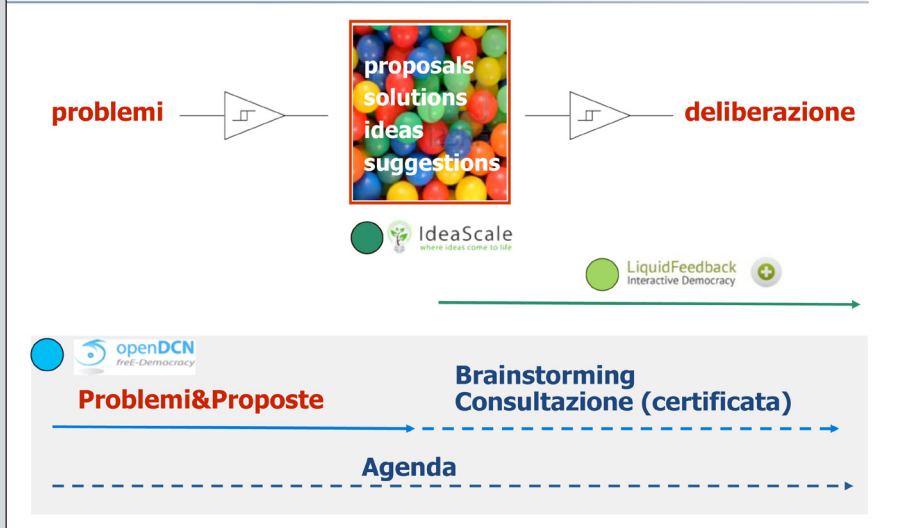 proposals
solutions
ideas
suggestions
problemi
deliberazione
IdeaScale
where ideas come to life
LiquidFeedback
Interactive Democracy
openDCN
freE-Democracy
Problemi&Proposte
Brainstorming
Consultazione (certificata)
Agenda